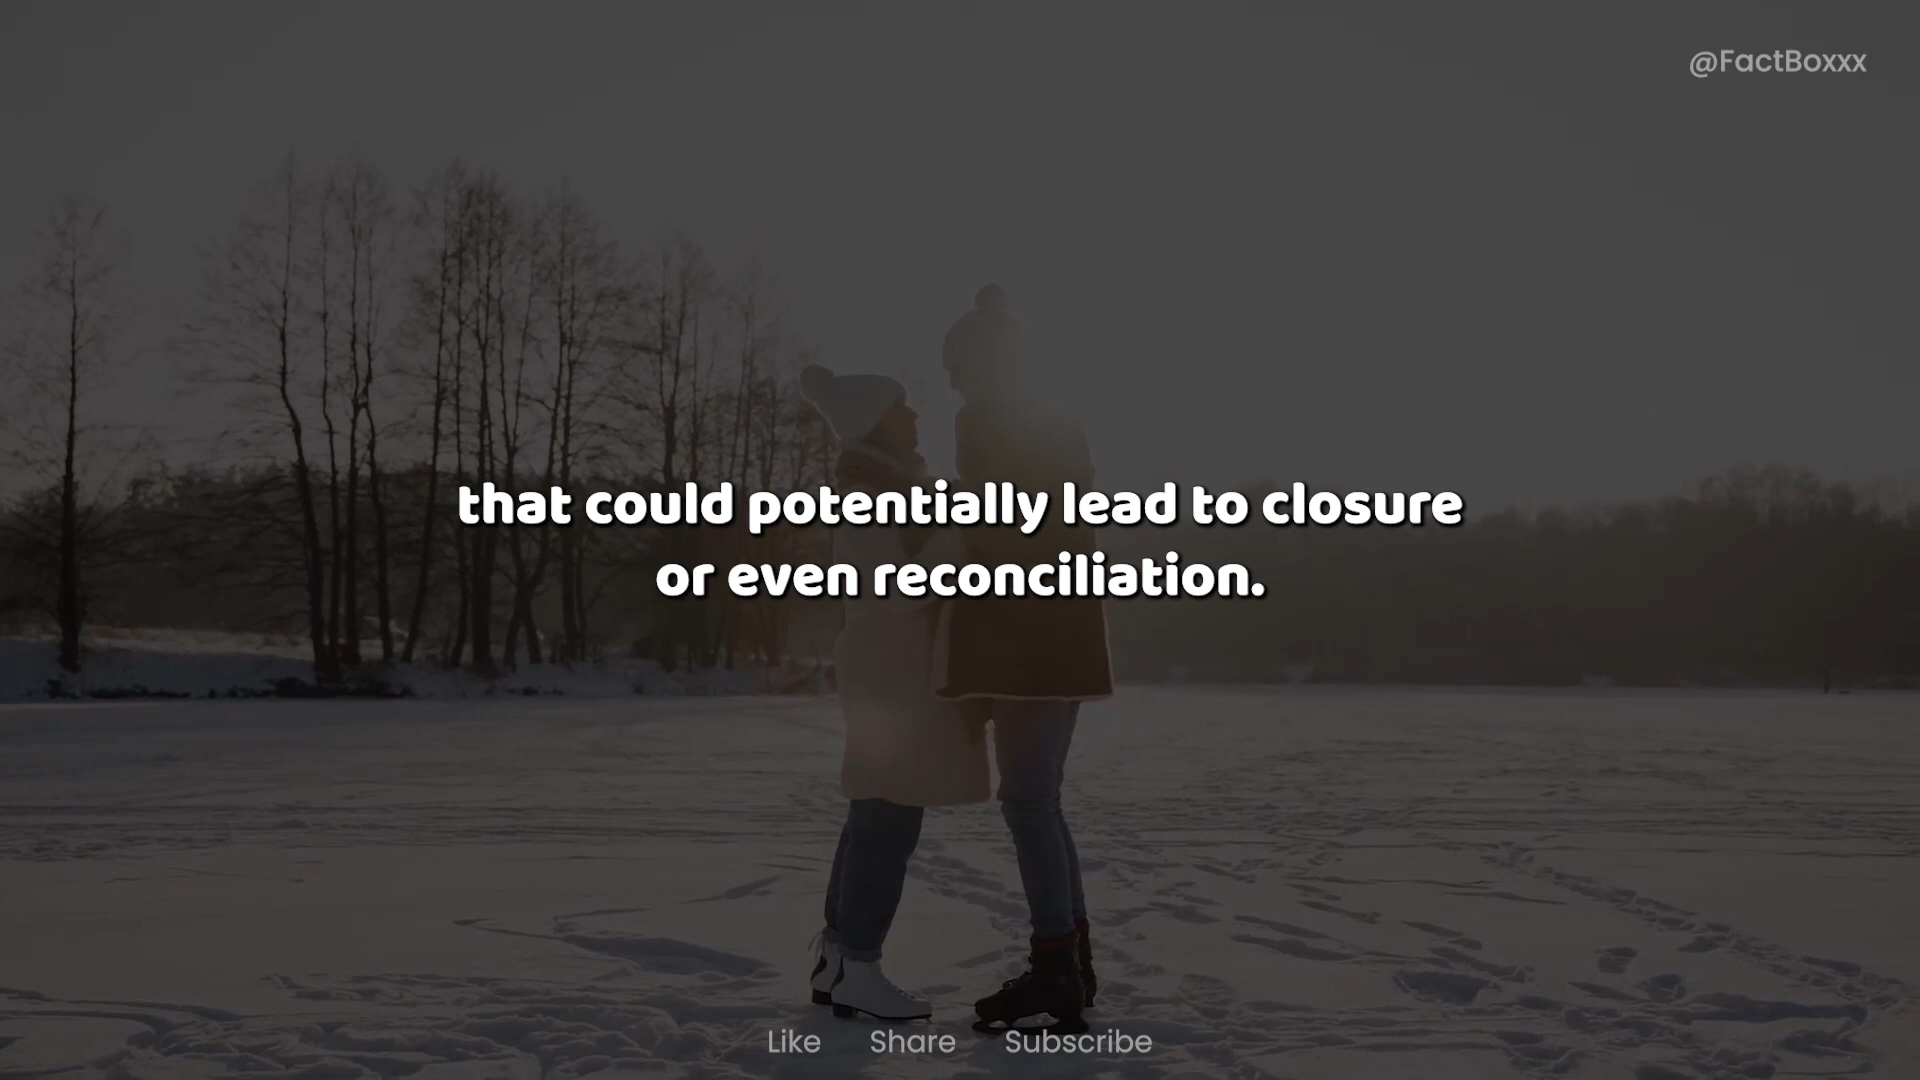 @FactBoxxx
that could potentially lead to closure
or even reconciliation.
Like Share Subscribe